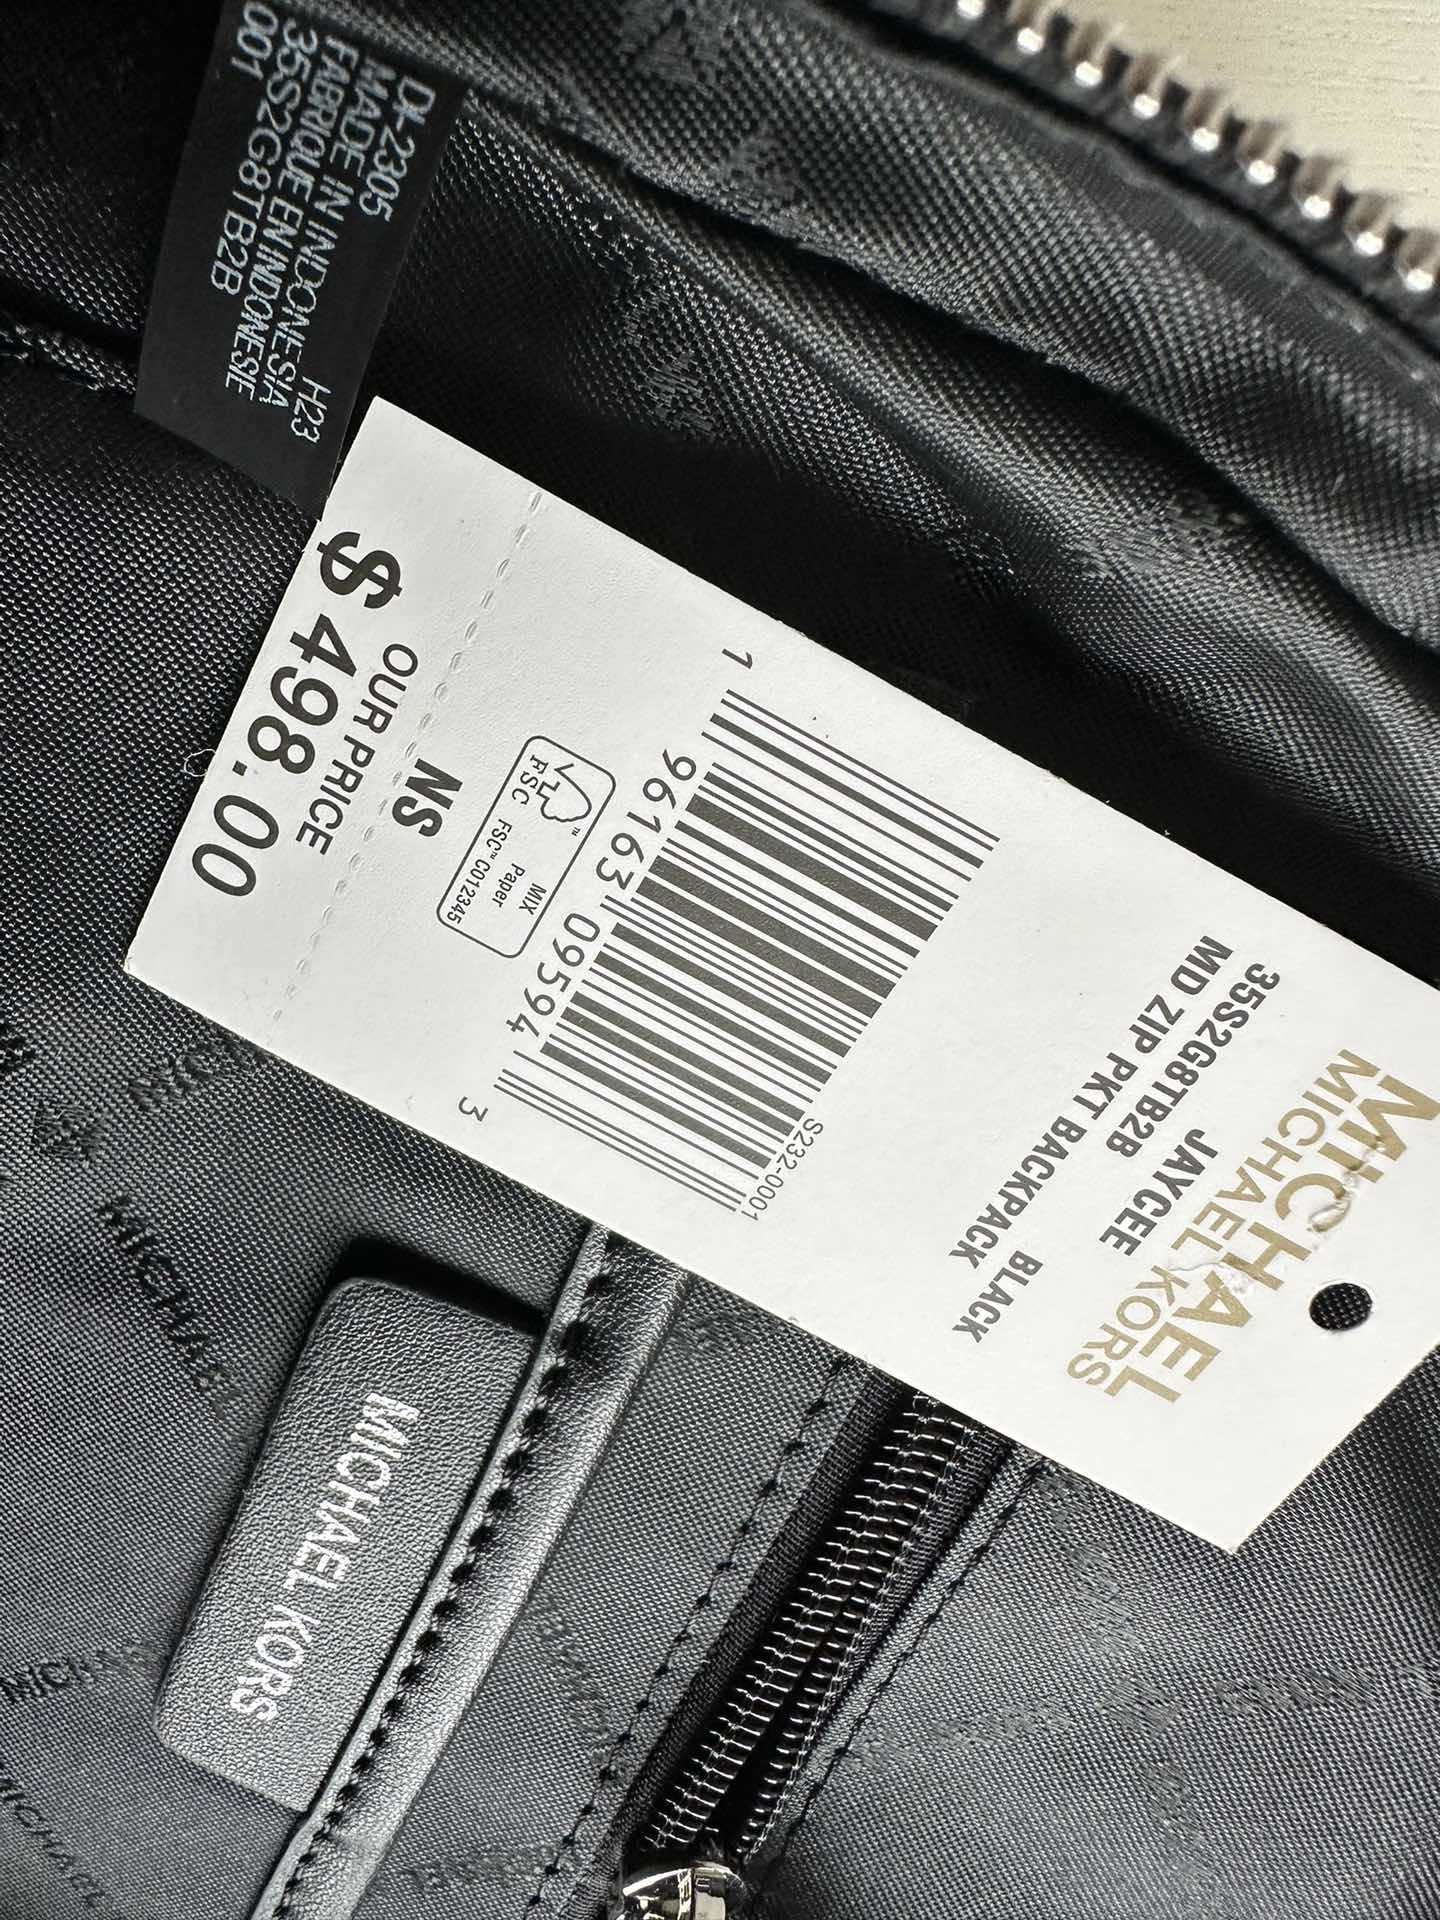 DI-2305
MADE IN INDONESIA H23
FABRIQUE EN INDONESIE
35S2G8TB2B
001
MICHAEL
MICHAEL KORS
35S2G8TB2B JAYCEE
MD ZIP PKT BACKPACK BLACK
S232-0001
1 96163 09594 3
FSC
MIX
Paper
FSC™ C012345
NS
OUR PRICE
$ 498.00
MICHAEL KORS